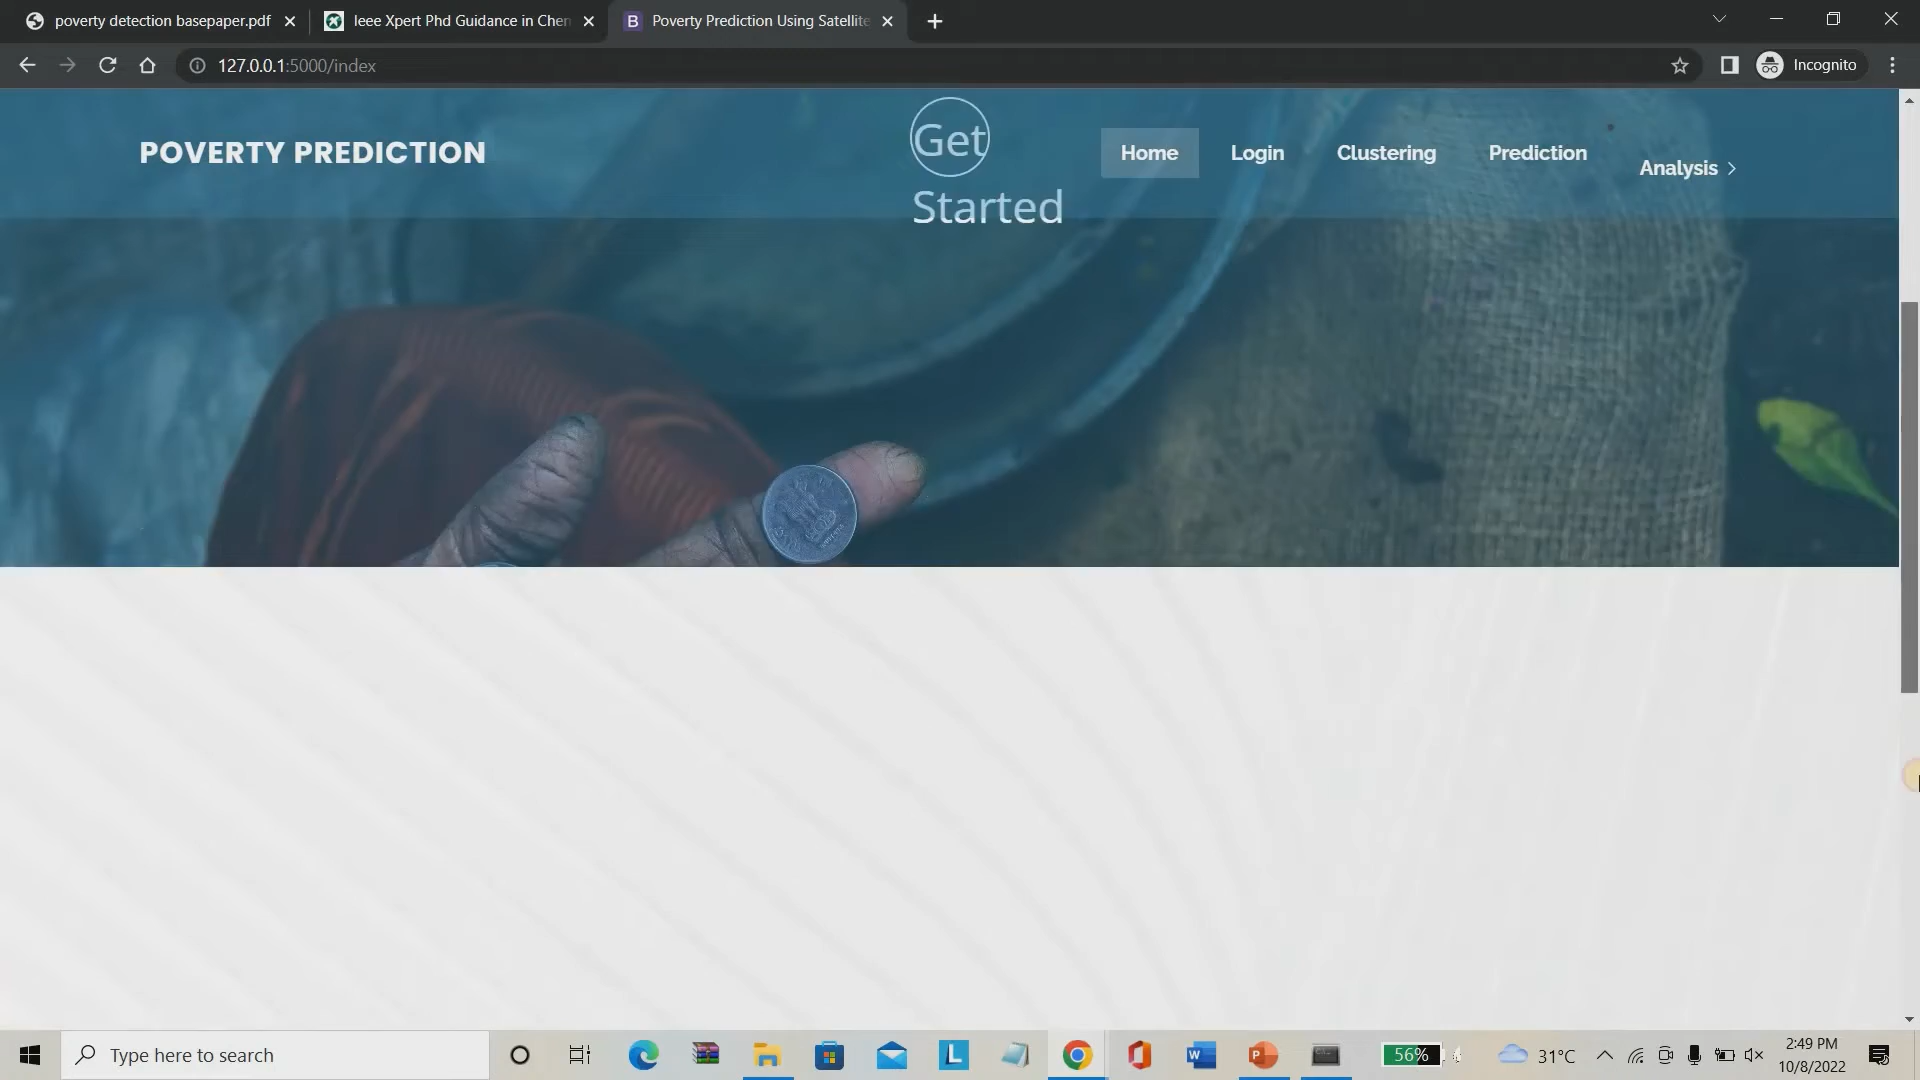 poverty detection basepaper.pdf
Ieee Xpert Phd Guidance in Chen
Poverty Prediction Using Satellite
127.0.0.1:5000/index
Incognito
POVERTY PREDICTION
Get
Started
Home
Login
Clustering
Prediction
Analysis
Type here to search
56%
31°C
2:49 PM
10/8/2022